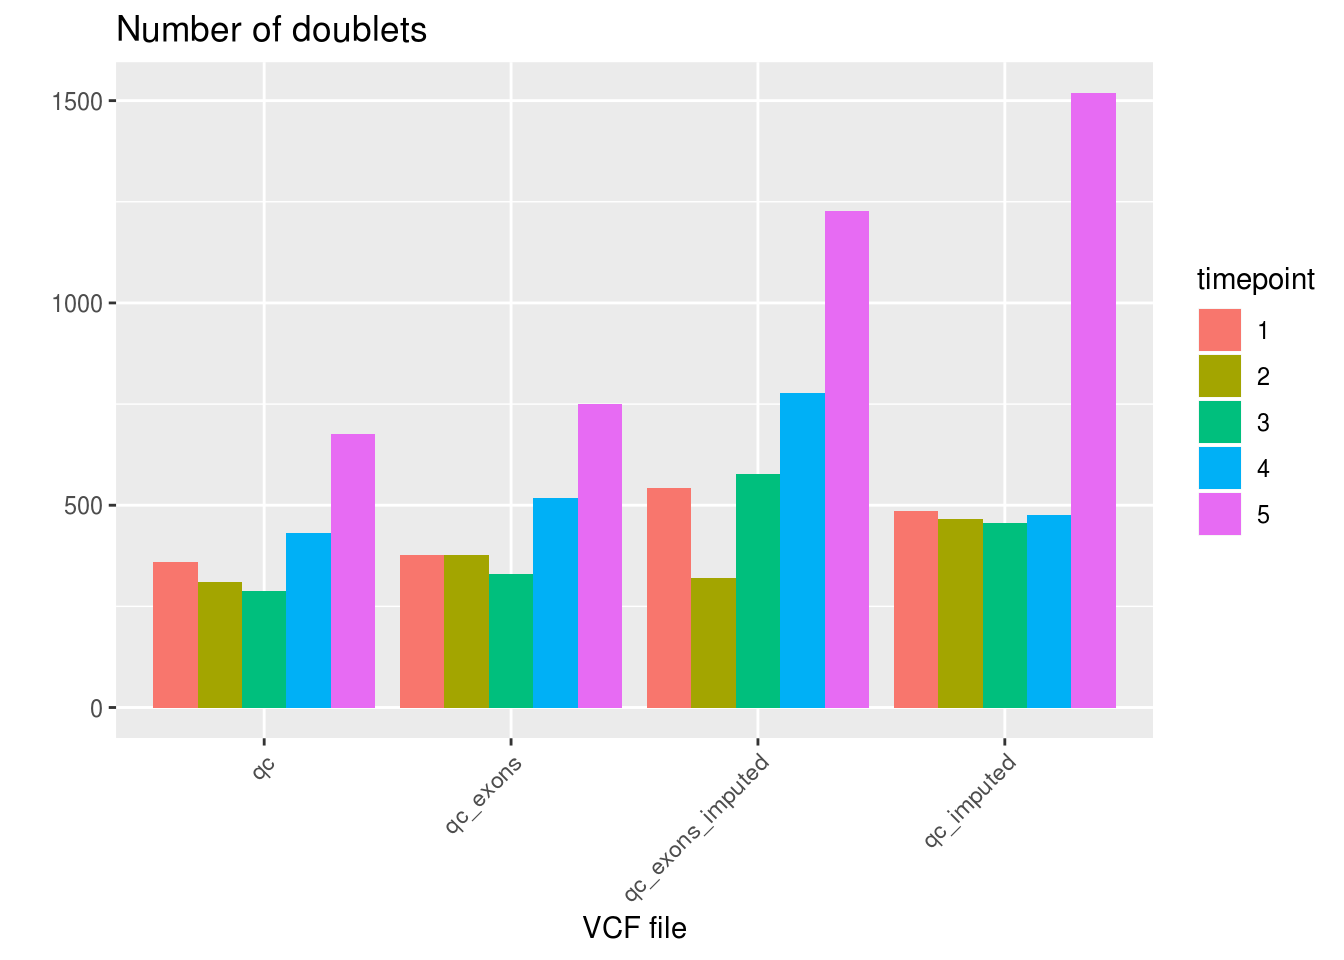 Number of doublets
1500
1000
500
0
qc
qc_exons
qc_exons_imputed
qc_imputed
VCF file
timepoint
1
2
3
4
5